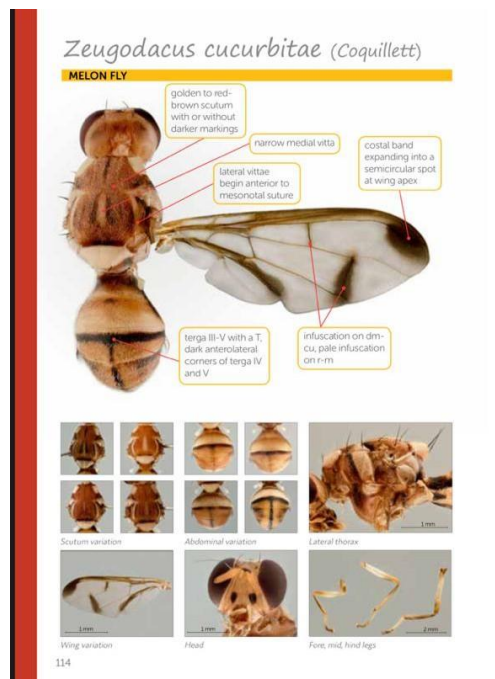 Zeugodacus cucurbitae (Coquillett)
MELON FLY
golden to red-
brown scutum
with or without
darker markings
narrow medial vitta
lateral vittae
begin anterior to
mesonotal suture
costal band
expanding into a
semicircular spot
at wing apex
terga III-V with a T,
dark anterolateral
corners of terga IV
and V
infuscation on dm-
cu, pale infuscation
on r-m
1 mm
Scutum variation
Abdominal variation
Lateral thorax
1 mm
1 mm
2 mm
Wing variation
Head
Fore, mid, hind legs
114